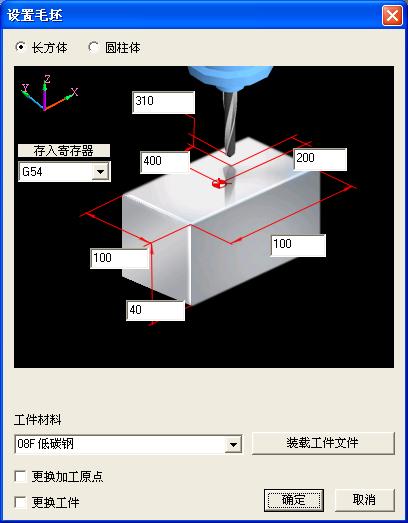 设置毛坯
长方体 圆柱体
Z
Y X
310
存入寄存器
400 200
G54
100 100
40
工件材料
08F 低碳钢 装载工件文件
更换加工原点
更换工件 确定 取消